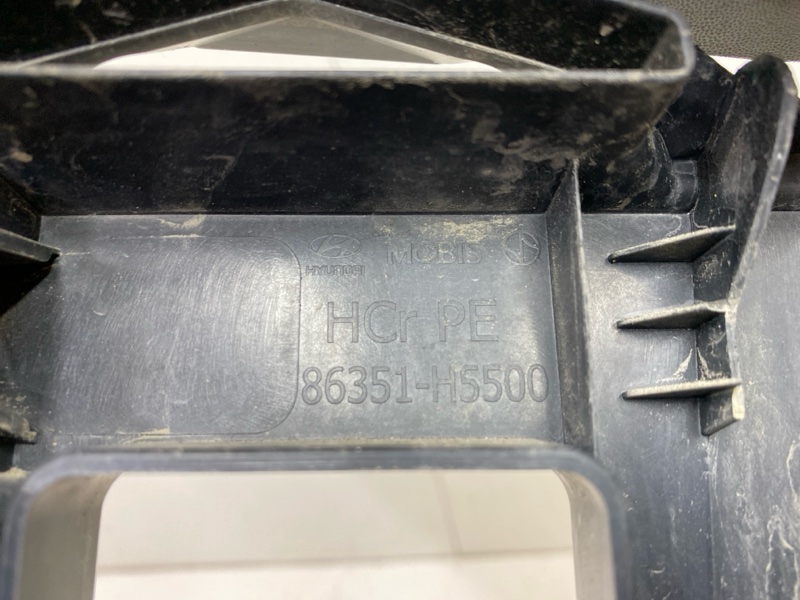 HYUNDAI MOBIS
HCr PE
86351-H5500